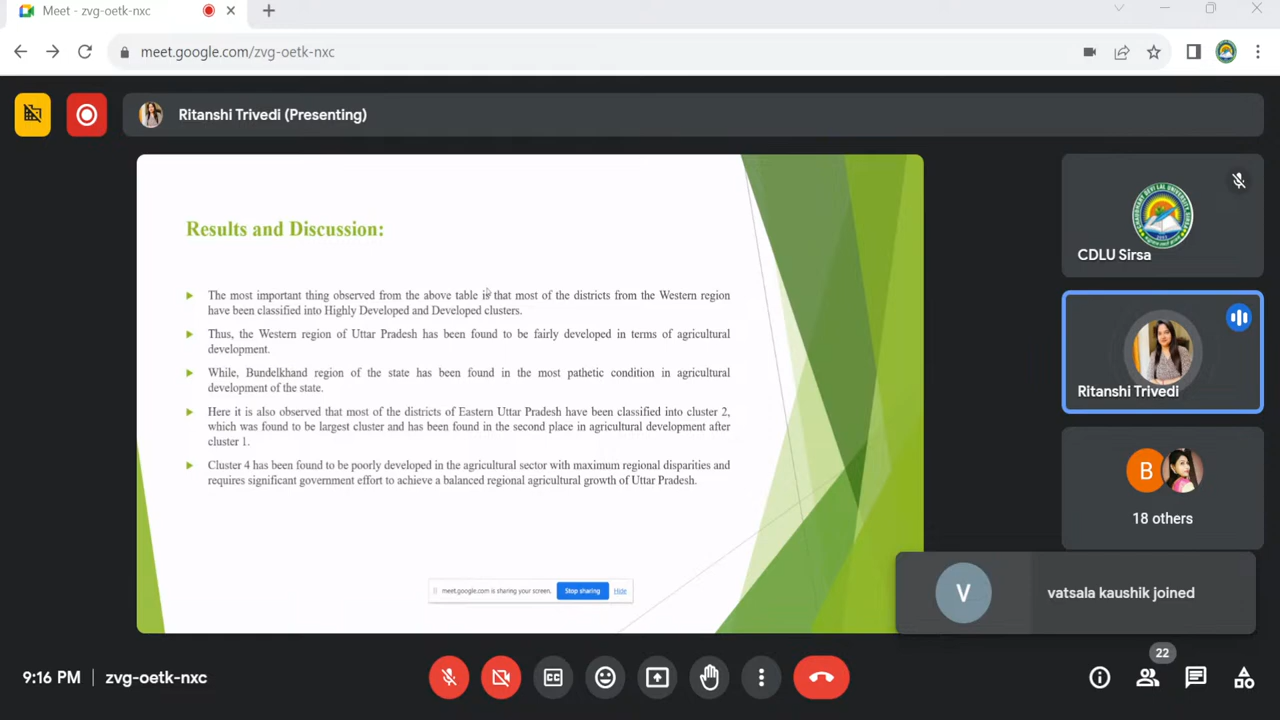 Meet - zvg-oetk-nxc
meet.google.com/zvg-oetk-nxc
Ritanshi Trivedi (Presenting)
Results and Discussion:
The most important thing observed from the above table is that most of the districts from the Western region
have been classified into Highly Developed and Developed clusters.
Thus, the Western region of Uttar Pradesh has been found to be fairly developed in terms of agricultural
development.
While, Bundelkhand region of the state has been found in the most pathetic condition in agricultural
development of the state.
Here it is also observed that most of the districts of Eastern Uttar Pradesh have been classified into cluster 2,
which was found to be largest cluster and has been found in the second place in agricultural development after
cluster 1.
Cluster 4 has been found to be poorly developed in the agricultural sector with maximum regional disparities and
requires significant government effort to achieve a balanced regional agricultural growth of Uttar Pradesh.
meet.google.com is sharing your screen. Stop sharing Hide
CHAUDHARY DEVI LAL UNIVERSITY SIRSA
CDLU Sirsa
Ritanshi Trivedi
B
18 others
V
vatsala kaushik joined
9:16 PM zvg-oetk-nxc
CC
22